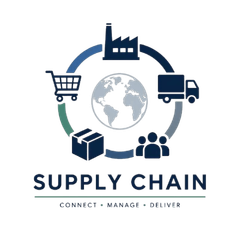 SUPPLY CHAIN
CONNECT • MANAGE • DELIVER